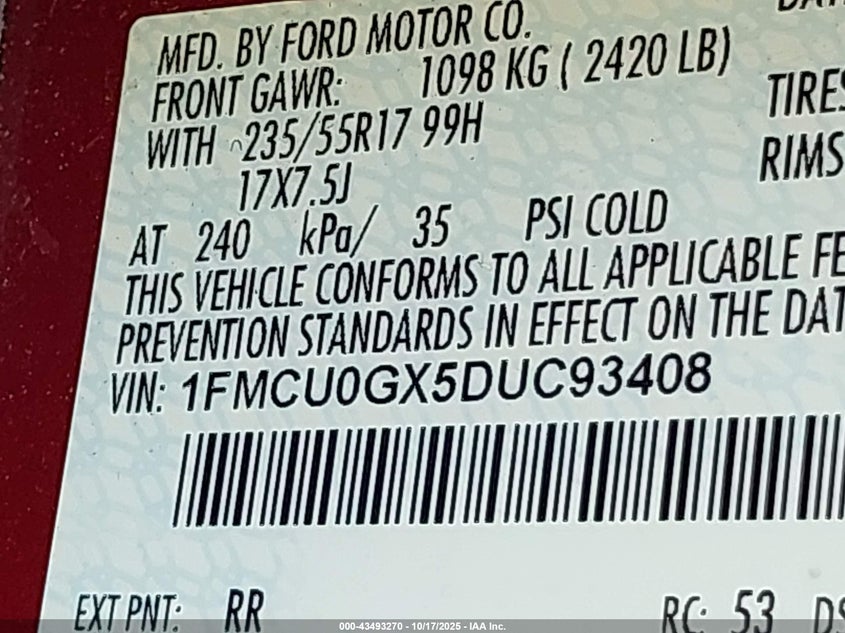 MFD. BY FORD MOTOR CO.
FRONT GAWR: 1098 KG ( 2420 LB)
WITH 235/55R17 99H TIRES
17X7.5J RIMS
AT 240 kPa/ 35 PSI COLD
THIS VEHICLE CONFORMS TO ALL APPLICABLE FE
PREVENTION STANDARDS IN EFFECT ON THE DAT
VIN: 1FMCU0GX5DUC93408
EXT PNT: RR RC: 53 DS
000-43493270 - 10/17/2025 - IAA Inc.